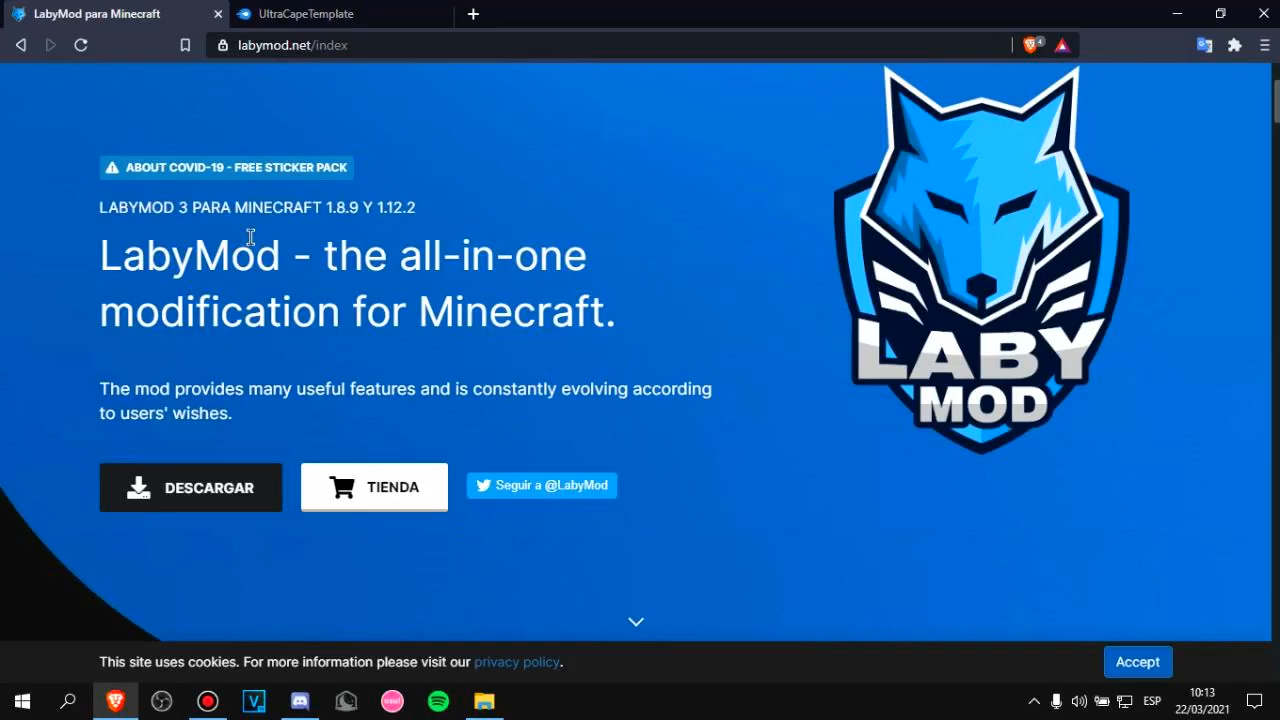 LabyMod para Minecraft
UltraCapeTemplate
labymod.net/index
4
ABOUT COVID-19 - FREE STICKER PACK
LABYMOD 3 PARA MINECRAFT 1.8.9 Y 1.12.2
LabyMod - the all-in-one
modification for Minecraft.
The mod provides many useful features and is constantly evolving according
to users' wishes.
DESCARGAR
TIENDA
Seguir a @LabyMod
LABY
MOD
This site uses cookies. For more information please visit our privacy policy.
Accept
ESP
10:13
22/03/2021